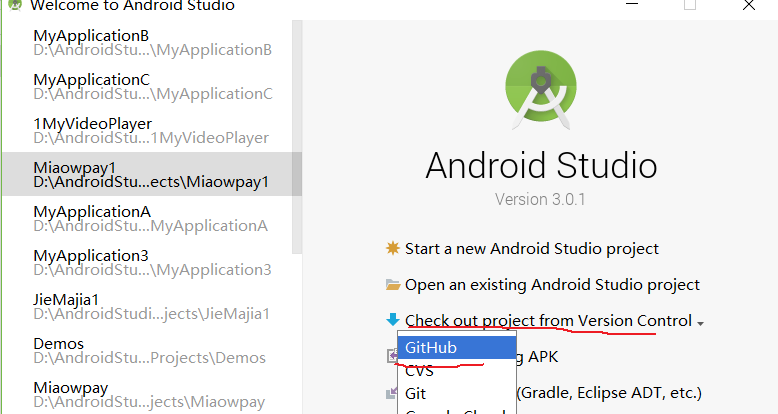 Welcome to Android Studio
MyApplicationB
D:\AndroidStu...\MyApplicationB
MyApplicationC
D:\AndroidStu...\MyApplicationC
1MyVideoPlayer
D:\AndroidStu...1MyVideoPlayer
Miaowpay1
D:\AndroidStu...ects\Miaowpay1
MyApplicationA
D:\AndroidStu...MyApplicationA
MyApplication3
D:\AndroidStu...\MyApplication3
JieMajia1
D:\AndroidStudi...jects\JieMajia1
Demos
D:\AndroidStu...Projects\Demos
Miaowpay
D:\AndroidStu...jects\Miaowpay
Android Studio
Version 3.0.1
Start a new Android Studio project
Open an existing Android Studio project
Check out project from Version Control
GitHub
g APK
CVS
Git
(Gradle, Eclipse ADT, etc.)